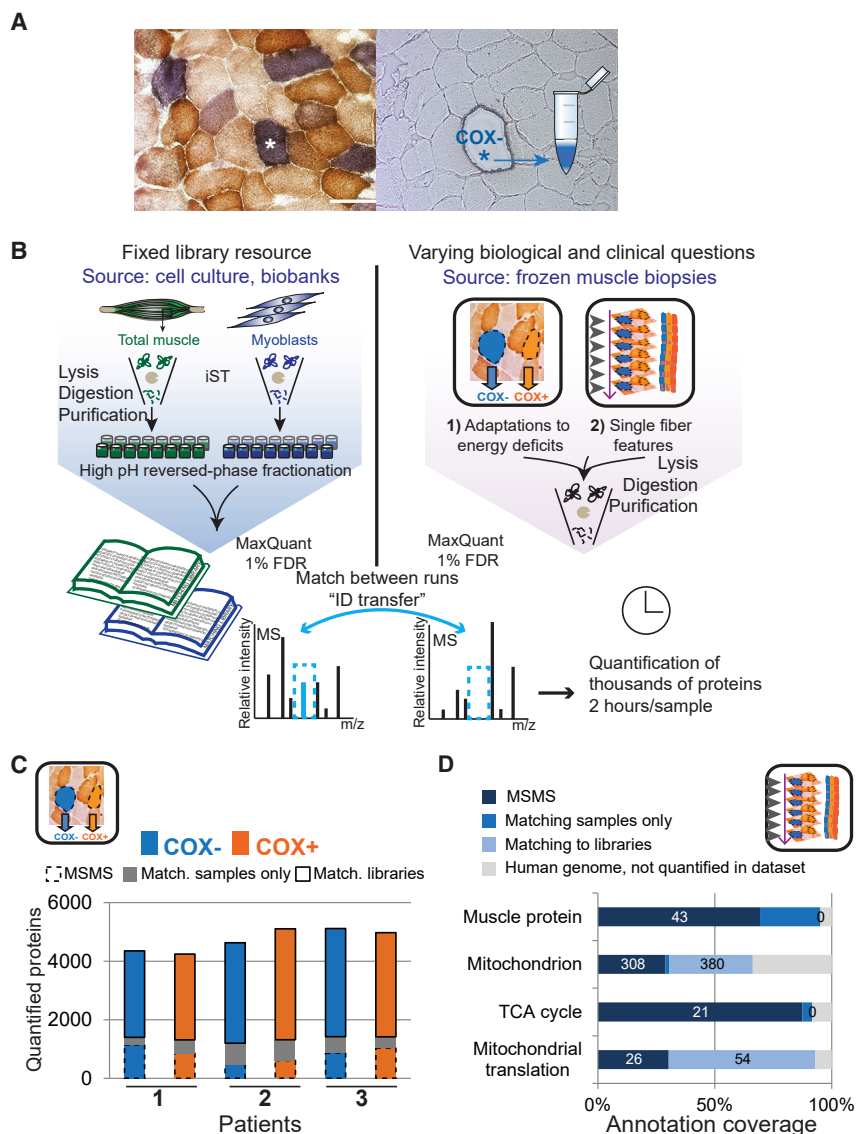 A
COX-
*
*
B
Fixed library resource
Source: cell culture, biobanks
Total muscle
Myoblasts
Lysis
Digestion
Purification
iST
High pH reversed-phase fractionation
MaxQuant
1% FDR
Varying biological and clinical questions
Source: frozen muscle biopsies
COX- COX+
1) Adaptations to
energy deficits
2) Single fiber
features
Lysis
Digestion
Purification
MaxQuant
1% FDR
Match between runs
“ID transfer”
MS
Relative intensity
m/z
MS
Relative intensity
m/z
Quantification of
thousands of proteins
2 hours/sample
C
COX- COX+
COX- COX+
MSMS Match. samples only Match. libraries
Quantified proteins
6000
4000
2000
0
1 2 3
Patients
D
MSMS
Matching samples only
Matching to libraries
Human genome, not quantified in dataset
Muscle protein 43 0
Mitochondrion 308 380
TCA cycle 21 0
Mitochondrial
translation 26 54
0% 50% 100%
Annotation coverage